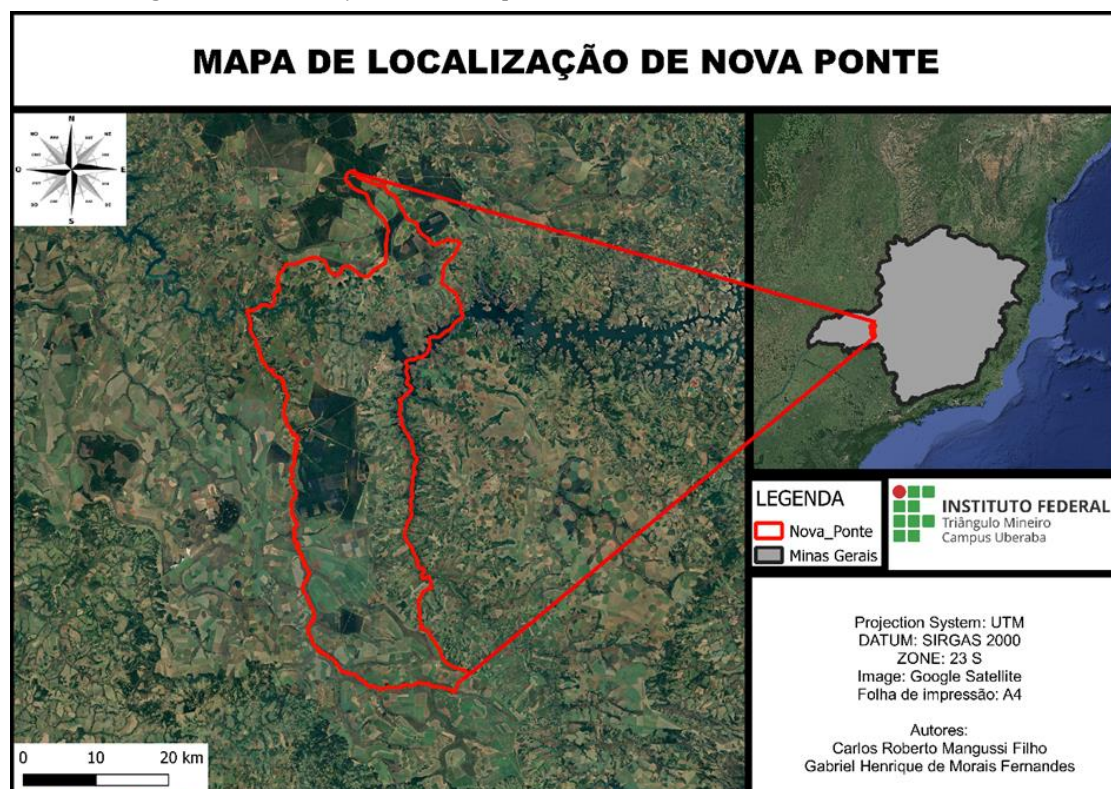 MAPA DE LOCALIZAÇÃO DE NOVA PONTE
N
O
E
S
0 10 20 km
LEGENDA
Nova_Ponte
Minas Gerais
INSTITUTO FEDERAL
Triângulo Mineiro
Campus Uberaba
Projection System: UTM
DATUM: SIRGAS 2000
ZONE: 23 S
Image: Google Satellite
Folha de impressão: A4
Autores:
Carlos Roberto Mangussi Filho
Gabriel Henrique de Morais Fernandes